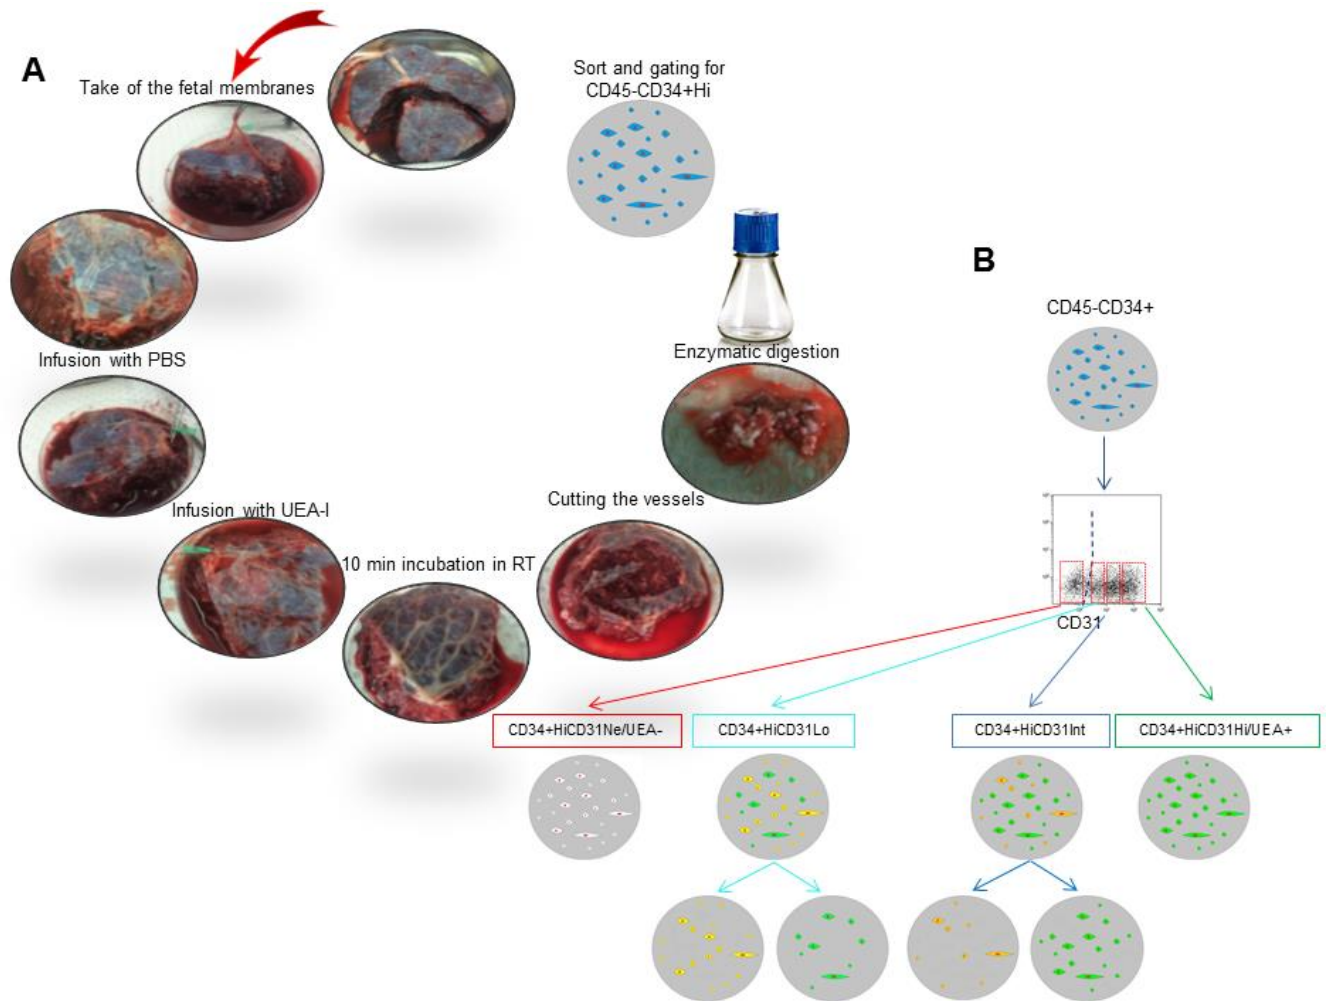 A
Take of the fetal membranes
Infusion with PBS
Infusion with UEA-I
10 min incubation in RT
Cutting the vessels
Enzymatic digestion
Sort and gating for
CD45-CD34+Hi
B
CD45-CD34+
CD31
CD34+HiCD31Ne/UEA-
CD34+HiCD31Lo
CD34+HiCD31Int
CD34+HiCD31Hi/UEA+